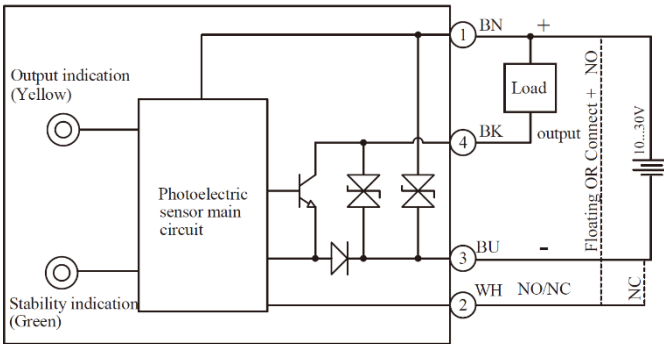 1 BN +
Output indication
(Yellow)
Load
4 BK output
Photoelectric
sensor main
circuit
Floating OR Connect + NO
10...30V
3 BU -
2 WH NO/NC
NC
Stability indication
(Green)